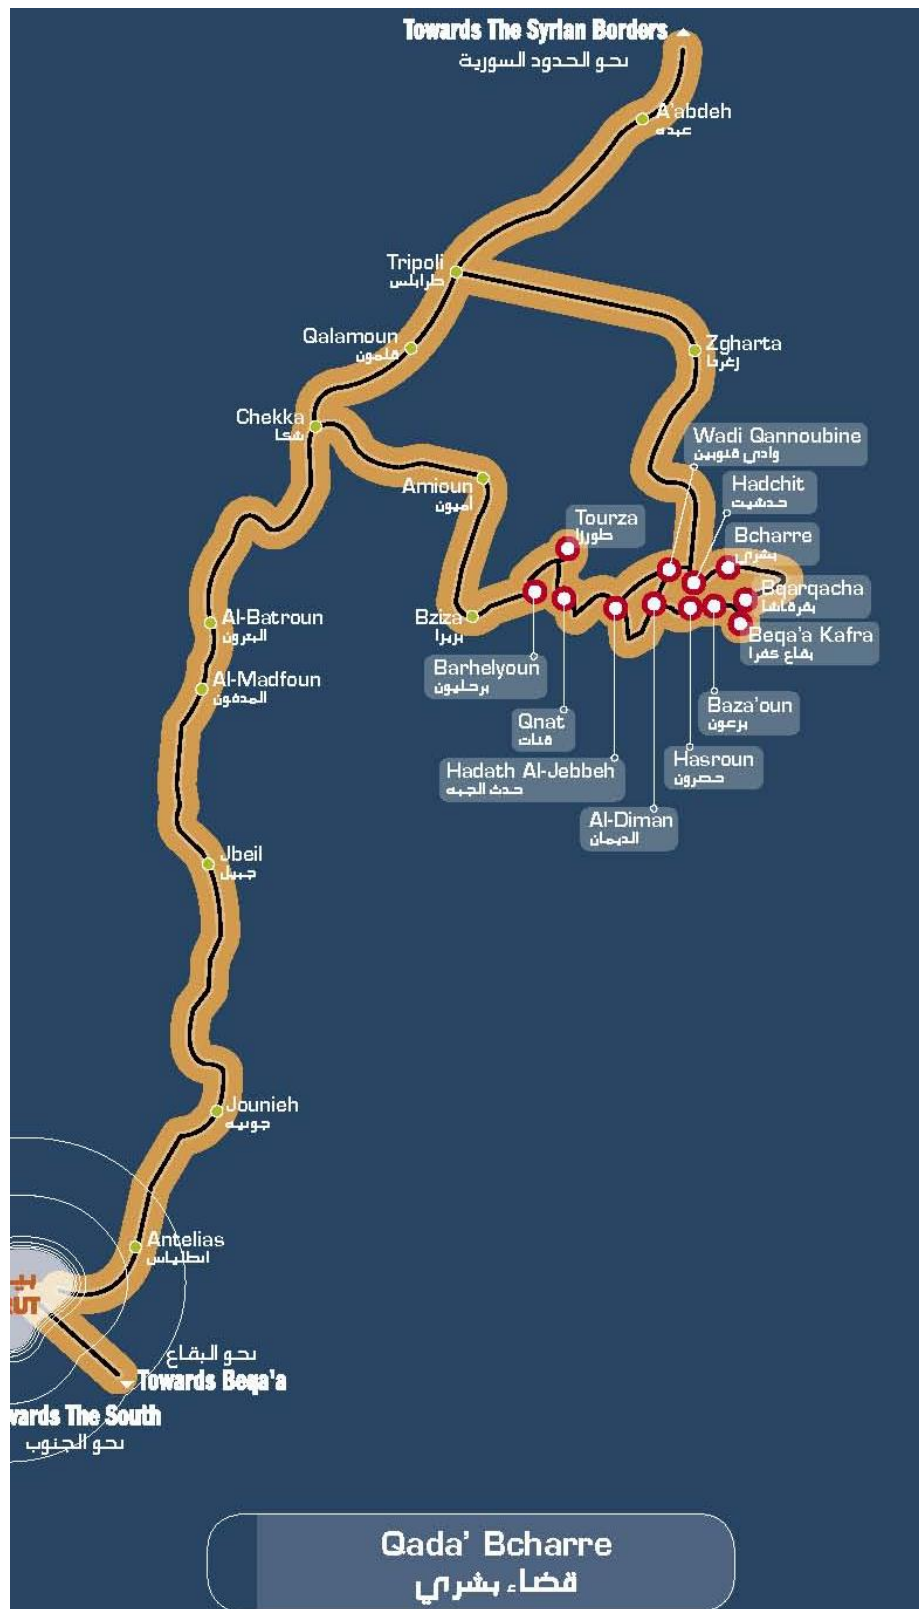 Towards The Syrian Borders
نحو الحدود السورية
A'abdeh
عبده
Tripoli
طرابلس
Qalamoun
قلمون
Zgharta
زغرتا
Chekka
شكا
Wadi Qannoubine
وادي قنوبين
Amioun
أميون
Hadchit
حدشيت
Tourza
طورزا
Bcharre
بشري
Bqarqacha
بقرقاشا
Al-Batroun
البترون
Bziza
بزيزا
Beqa'a Kafra
بقاع كفرا
Barhelyoun
برحليون
Al-Madfoun
المدفون
Baza'oun
بزعون
Qnat
قنات
Hadath Al-Jebbeh
حدث الجبه
Hasroun
حصرون
Al-Diman
الديمان
Jbeil
جبيل
Jounieh
جونيه
Antelias
انطلياس
نحو البقاع
Towards Beqa'a
wards The South
نحو الجنوب
Qada' Bcharre
قضاء بشري